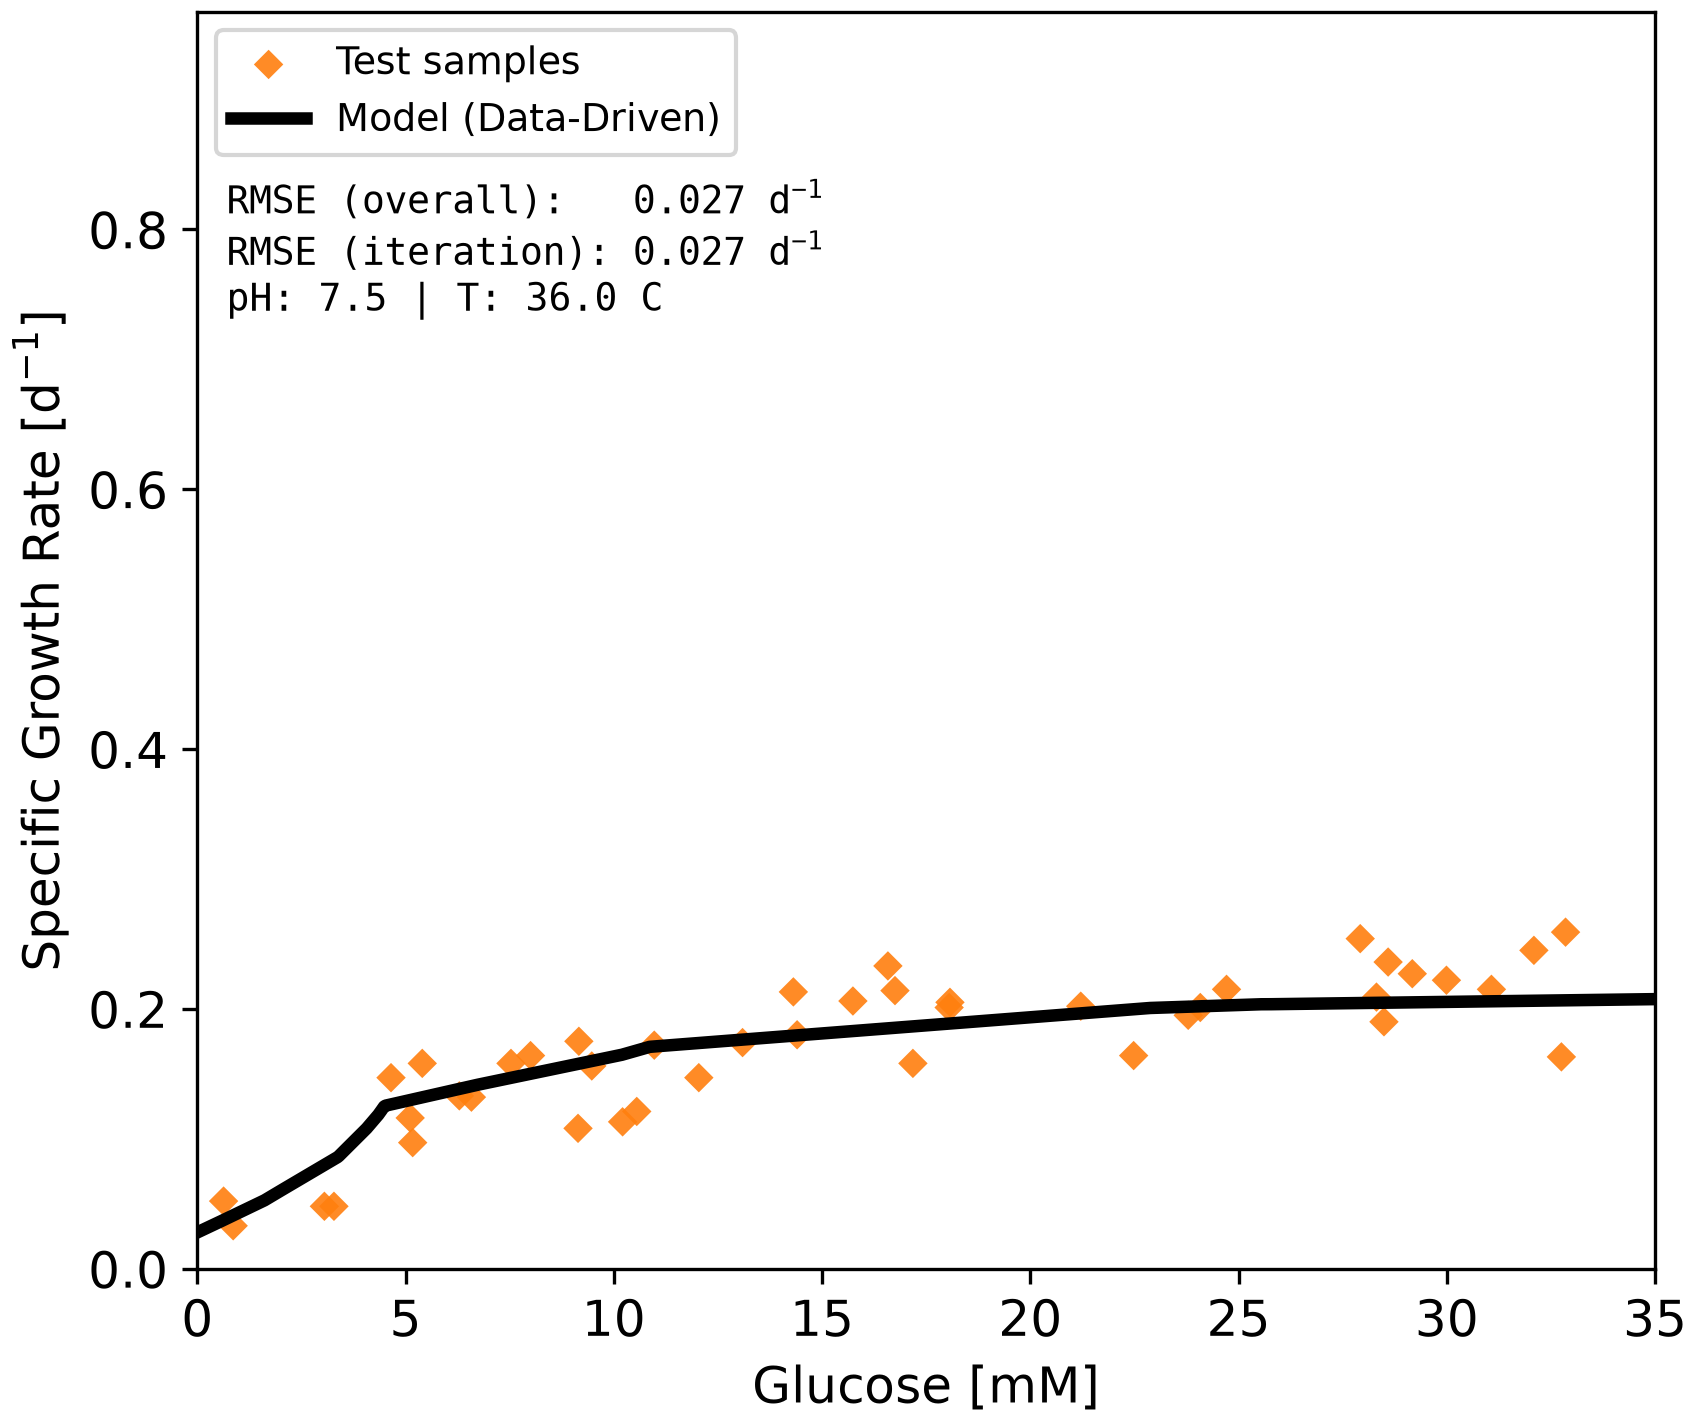 Test samples
Model (Data-Driven)
RMSE (overall):   0.027 d⁻¹
RMSE (iteration): 0.027 d⁻¹
pH: 7.5 | T: 36.0 C
Specific Growth Rate [d⁻¹]
0.8
0.6
0.4
0.2
0.0
0 5 10 15 20 25 30 35
Glucose [mM]